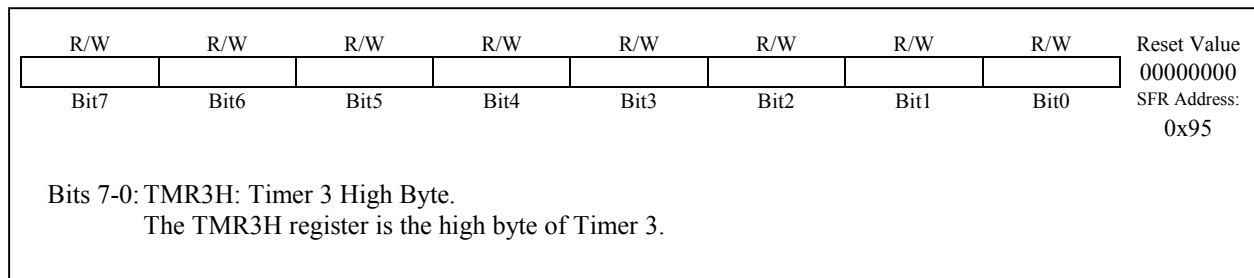 R/W R/W R/W R/W R/W R/W R/W R/W Reset Value
00000000
Bit7 Bit6 Bit5 Bit4 Bit3 Bit2 Bit1 Bit0 SFR Address:
0x95
Bits 7-0: TMR3H: Timer 3 High Byte.
The TMR3H register is the high byte of Timer 3.